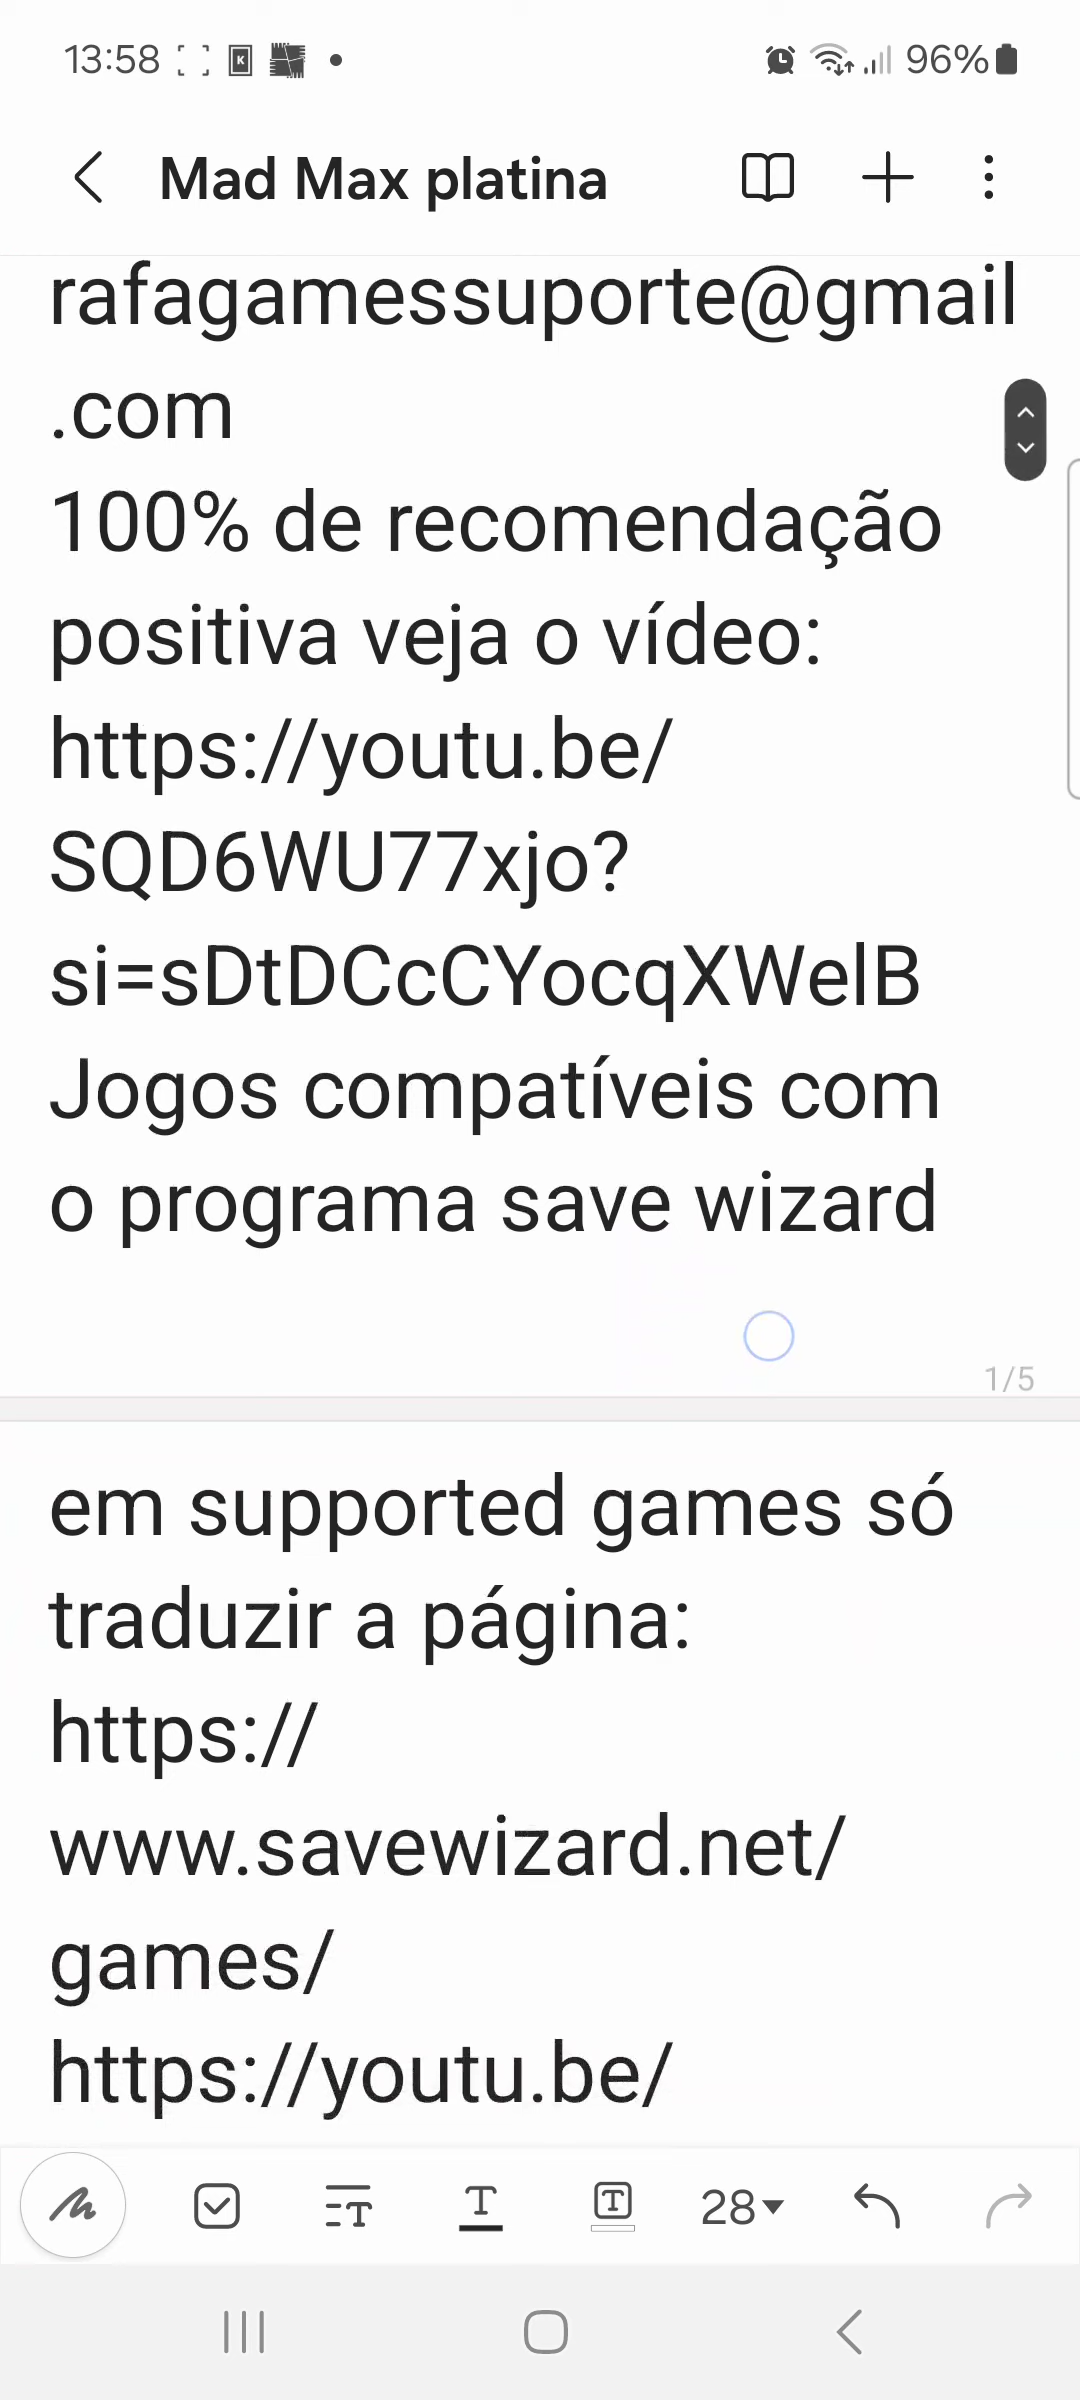 13:58
96%
Mad Max platina
rafagamessuporte@gmail
.com
100% de recomendação
positiva veja o vídeo:
https://youtu.be/
SQD6WU77xjo?
si=sDtDCcCYocqXWelB
Jogos compatíveis com
o programa save wizard
1/5
em supported games só
traduzir a página:
https://
www.savewizard.net/
games/
https://youtu.be/
28